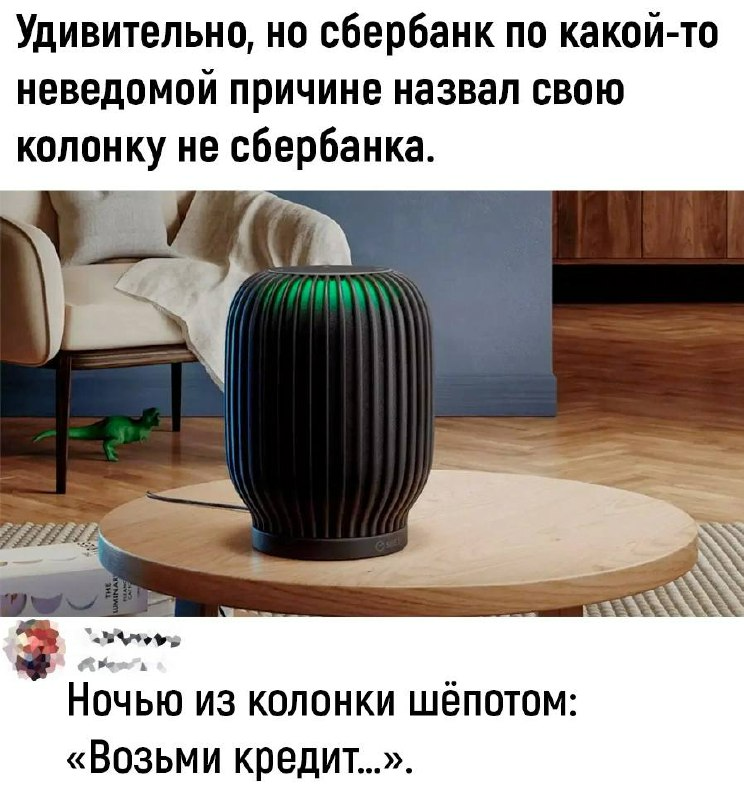 Удивительно, но сбербанк по какой-то
неведомой причине назвал свою
колонку не сбербанка.
THE
Ночью из колонки шёпотом:
«Возьми кредит...».